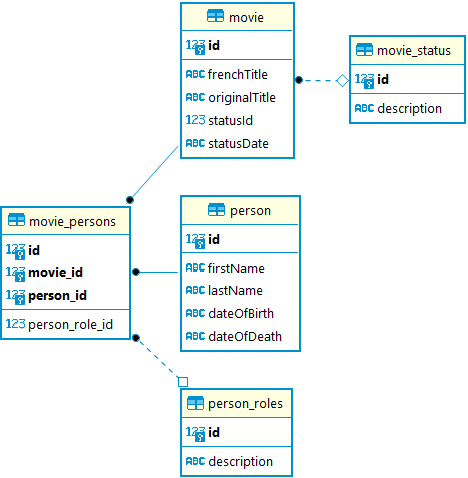 movie
123 id
ABC frenchTitle
ABC originalTitle
123 statusId
ABC statusDate
movie_status
123 id
ABC description
movie_persons
123 id
123 movie_id
123 person_id
123 person_role_id
person
123 id
ABC firstName
ABC lastName
ABC dateOfBirth
ABC dateOfDeath
person_roles
123 id
ABC description